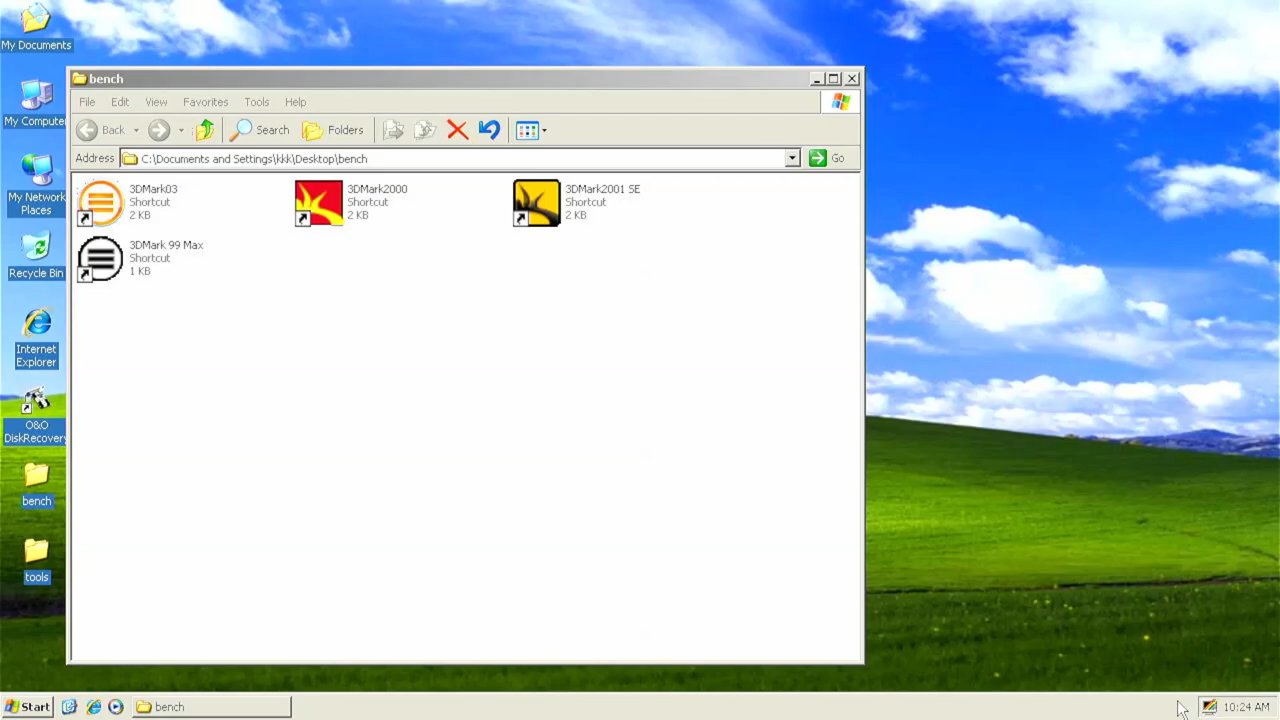 My Documents
My Computer
My Network
Places
Recycle Bin
Internet
Explorer
O&O
DiskRecovery
bench
tools
bench
File Edit View Favorites Tools Help
Back Search Folders
Address C:\Documents and Settings\kkk\Desktop\bench Go
3DMark03
Shortcut
2 KB
3DMark2000
Shortcut
2 KB
3DMark2001 SE
Shortcut
2 KB
3DMark 99 Max
Shortcut
1 KB
Start bench 10:24 AM